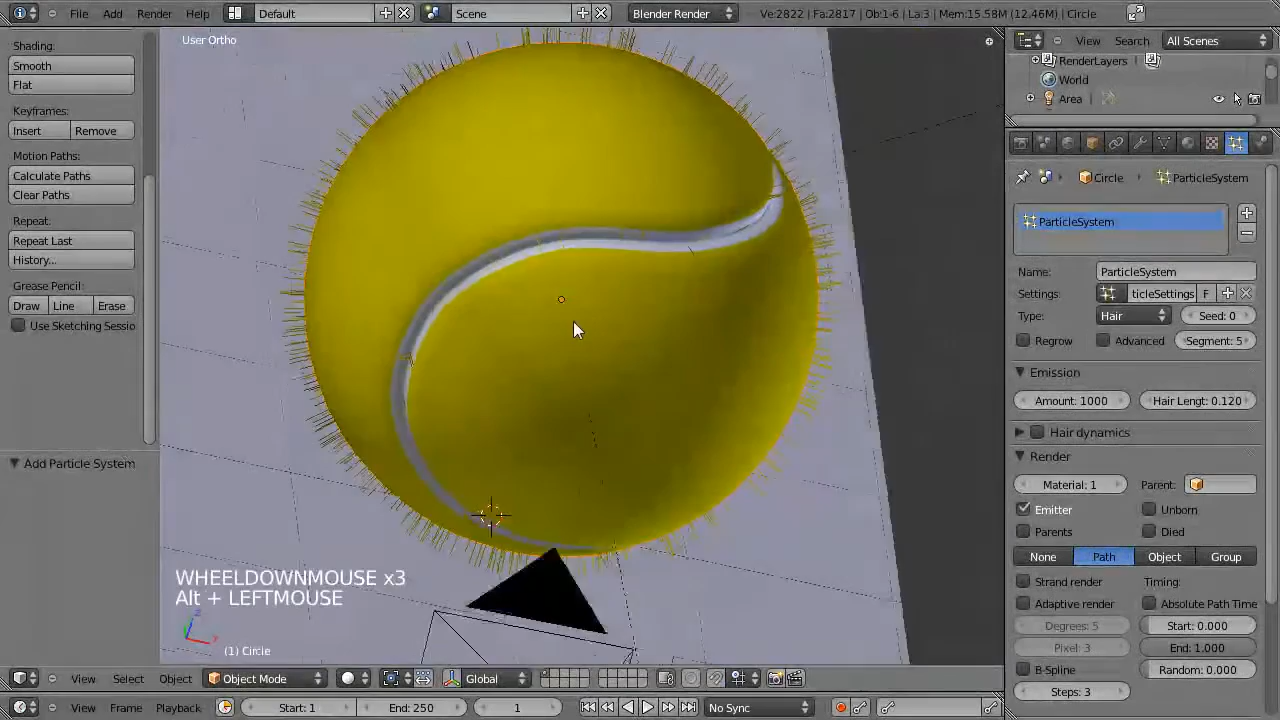 File Add Render Help Default Scene Blender Render Ve:2822 | Fa:2817 | Ob:1-6 | La:3 | Mem:15.58M (12.46M) | Circle
Shading:
Smooth
Flat
Keyframes:
Insert Remove
Motion Paths:
Calculate Paths
Clear Paths
Repeat:
Repeat Last
History...
Grease Pencil:
Draw Line Erase
Use Sketching Sessio
Add Particle System
User Ortho
WHEELDOWNMOUSE x3
Alt + LEFTMOUSE
(1) Circle
View Search All Scenes
RenderLayers
World
Area
Circle ParticleSystem
ParticleSystem
Name: ParticleSystem
Settings: ticleSettings F
Type: Hair Seed: 0
Regrow Advanced Segment: 5
Emission
Amount: 1000 Hair Lengt: 0.120
Hair dynamics
Render
Material: 1 Parent:
Emitter Unborn
Parents Died
None Path Object Group
Strand render Timing:
Adaptive render Absolute Path Time
Degrees: 5 Start: 0.000
Pixel: 3 End: 1.000
B-Spline Random: 0.000
Steps: 3
View Select Object Object Mode Global
View Frame Playback Start: 1 End: 250 1 No Sync